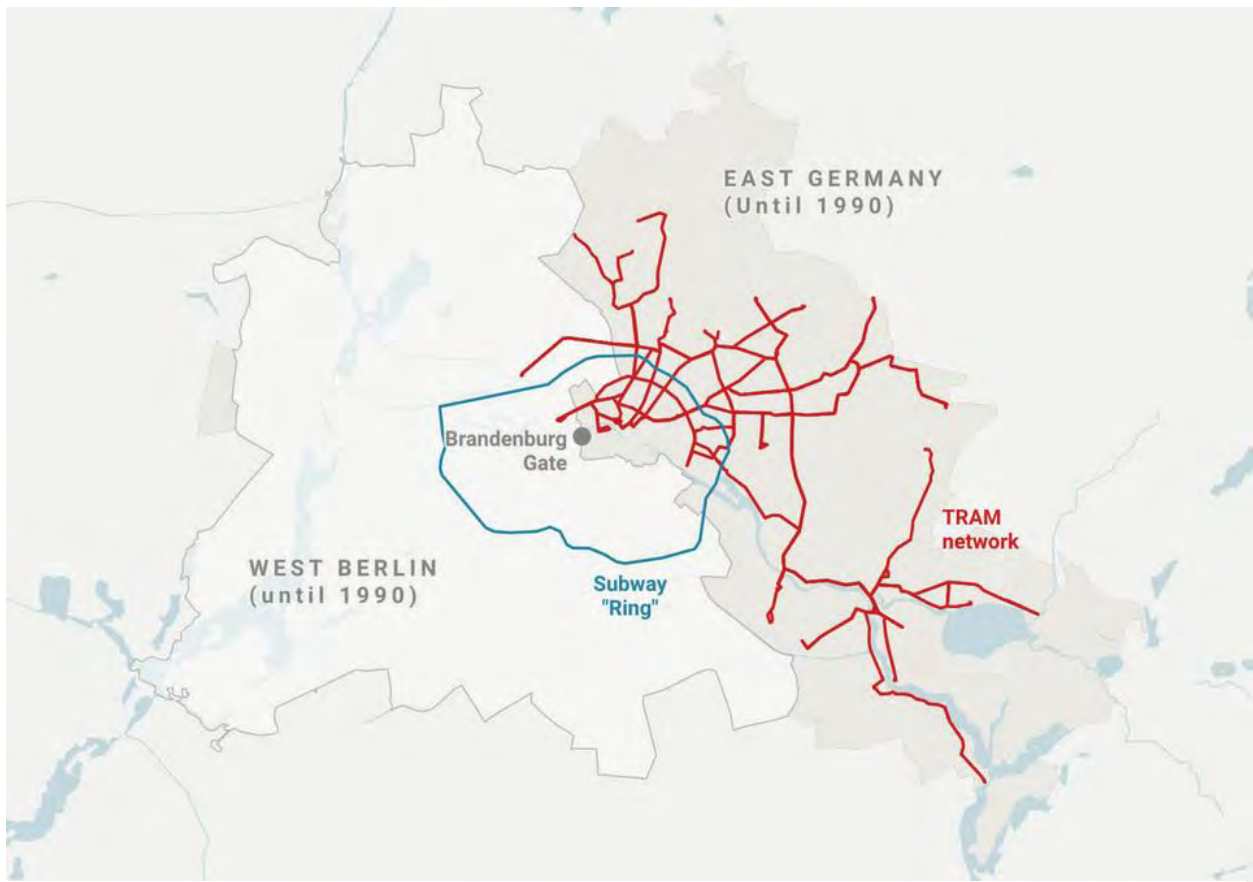 EAST GERMANY
(Until 1990)
Brandenburg
Gate
TRAM
network
WEST BERLIN
(until 1990)
Subway
"Ring"